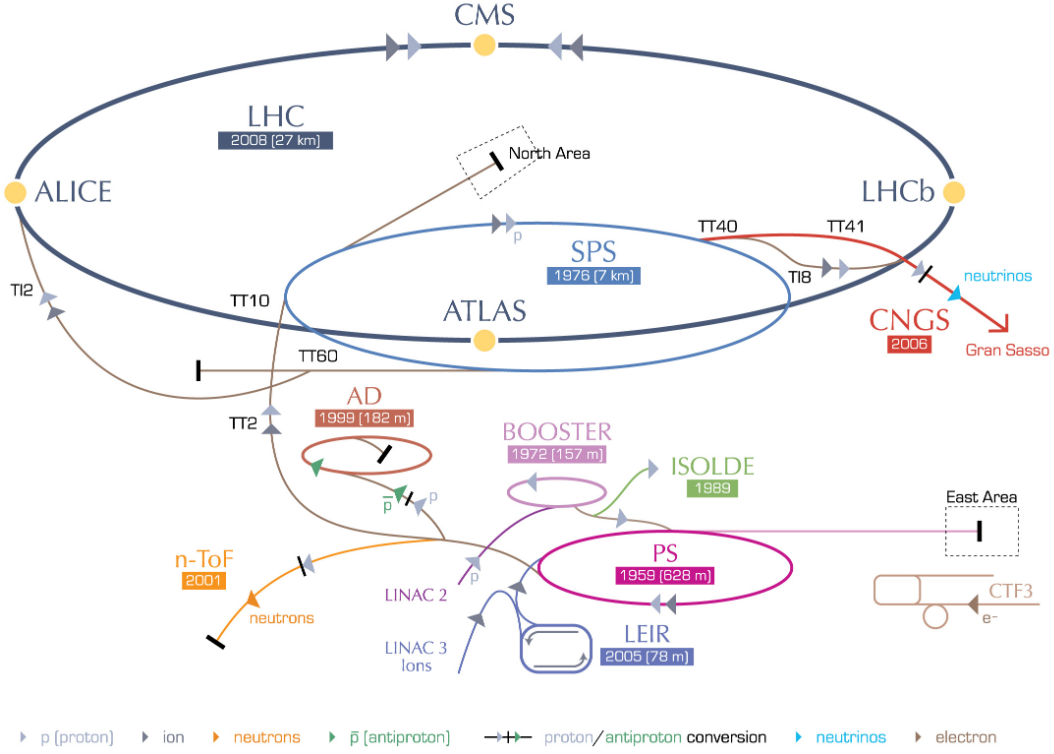 CMS
LHC
2008 (27 km)
North Area
ALICE
LHCb
TT40
TT41
p
SPS
1976 (7 km)
TI8
neutrinos
TI2
TT10
ATLAS
CNGS
2006
Gran Sasso
TT60
AD
1999 (182 m)
TT2
BOOSTER
1972 (157 m)
ISOLDE
1989
East Area
p̅
p
n-ToF
2001
PS
1959 (628 m)
p
LINAC 2
neutrons
CTF3
e-
LEIR
2005 (78 m)
LINAC 3
Ions
p (proton)
ion
neutrons
p̅ (antiproton)
proton/antiproton conversion
neutrinos
electron